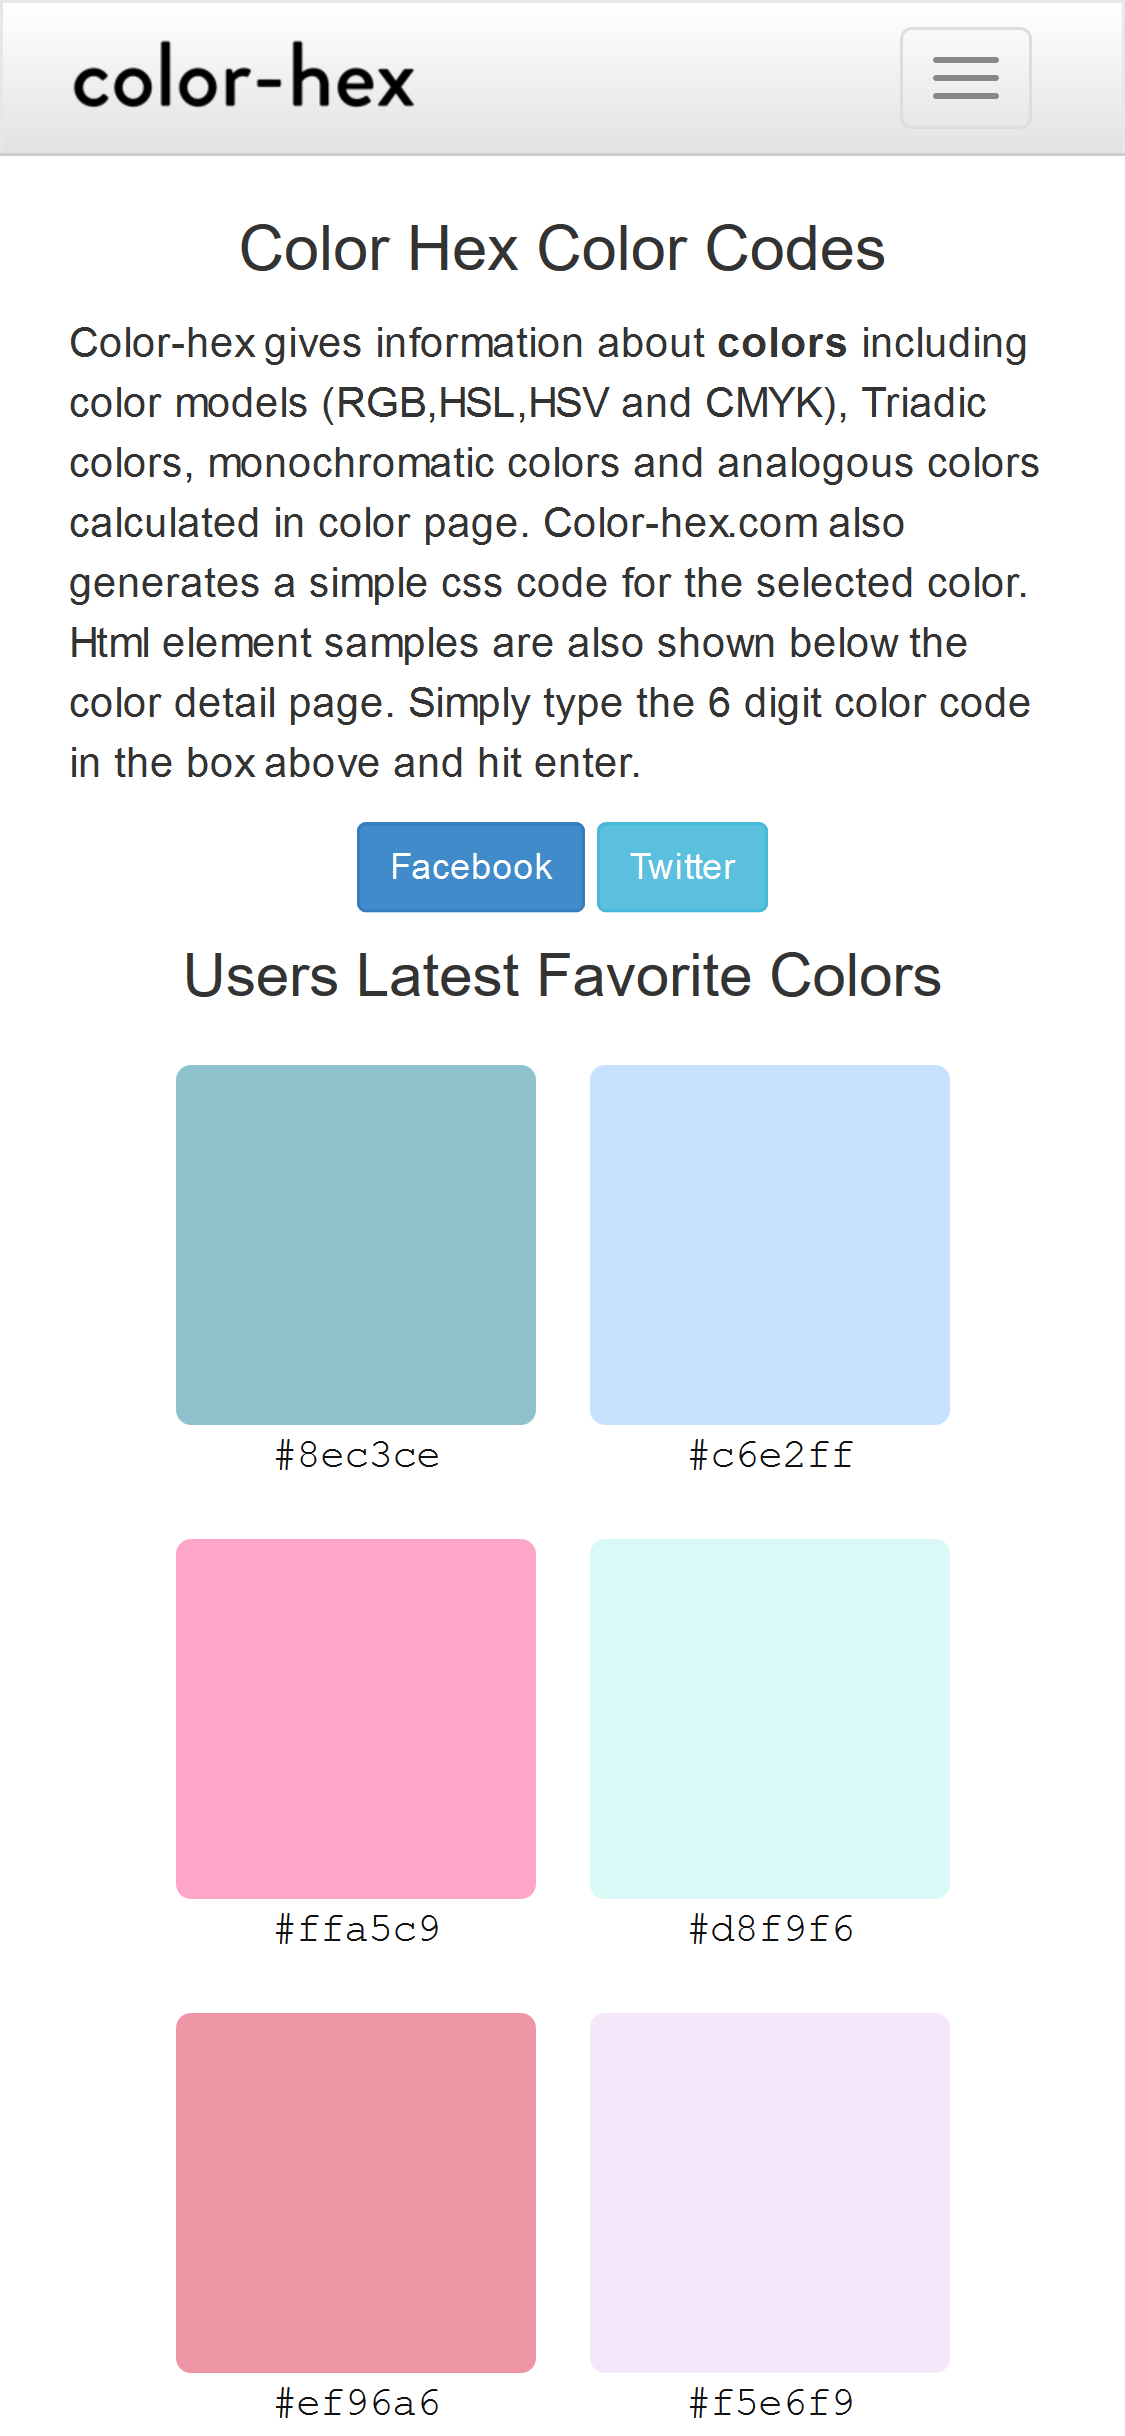 color-hex
Color Hex Color Codes
Color-hex gives information about colors including
color models (RGB,HSL,HSV and CMYK), Triadic
colors, monochromatic colors and analogous colors
calculated in color page. Color-hex.com also
generates a simple css code for the selected color.
Html element samples are also shown below the
color detail page. Simply type the 6 digit color code
in the box above and hit enter.
Facebook Twitter
Users Latest Favorite Colors
#8ec3ce #c6e2ff
#ffa5c9 #d8f9f6
#ef96a6 #f5e6f9